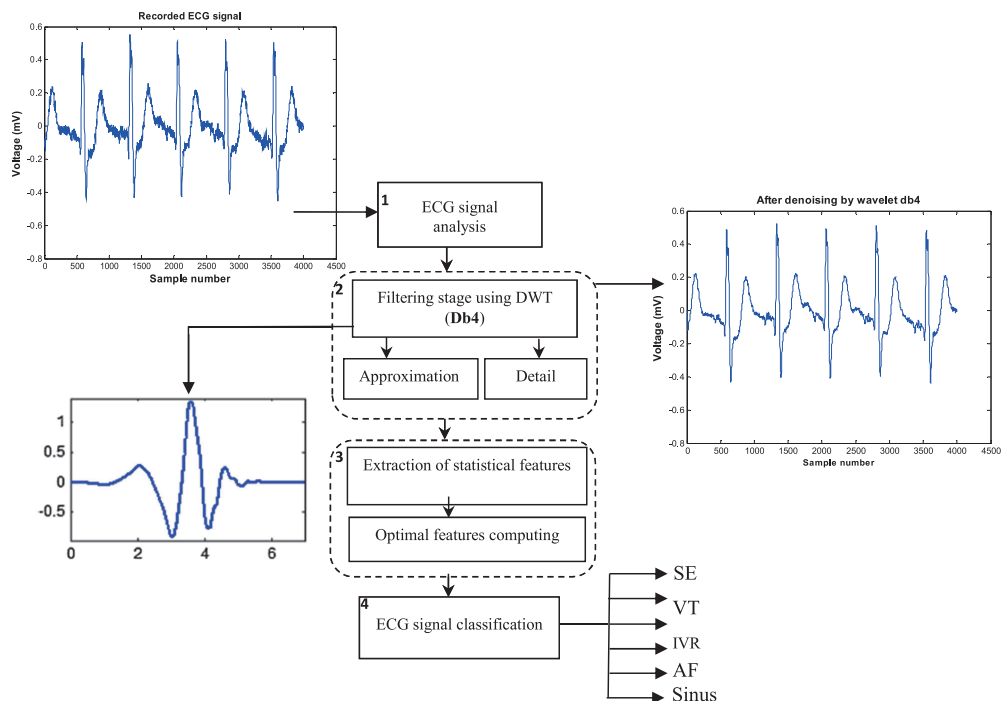 Recorded ECG signal
0.6
0.4
0.2
0
-0.2
-0.4
-0.6
-0.8
Voltage (mV)
0 500 1000 1500 2000 2500 3000 3500 4000 4500
Sample number
1
ECG signal
analysis
After denoising by wavelet db4
0.6
0.4
0.2
0
-0.2
-0.4
-0.6
-0.8
Voltage (mV)
0 500 1000 1500 2000 2500 3000 3500 4000 4500
Sample number
2
Filtering stage using DWT
(Db4)
Approximation
Detail
1
0.5
0
-0.5
0 2 4 6
3
Extraction of statistical features
Optimal features computing
4
ECG signal classification
SE
VT
IVR
AF
Sinus